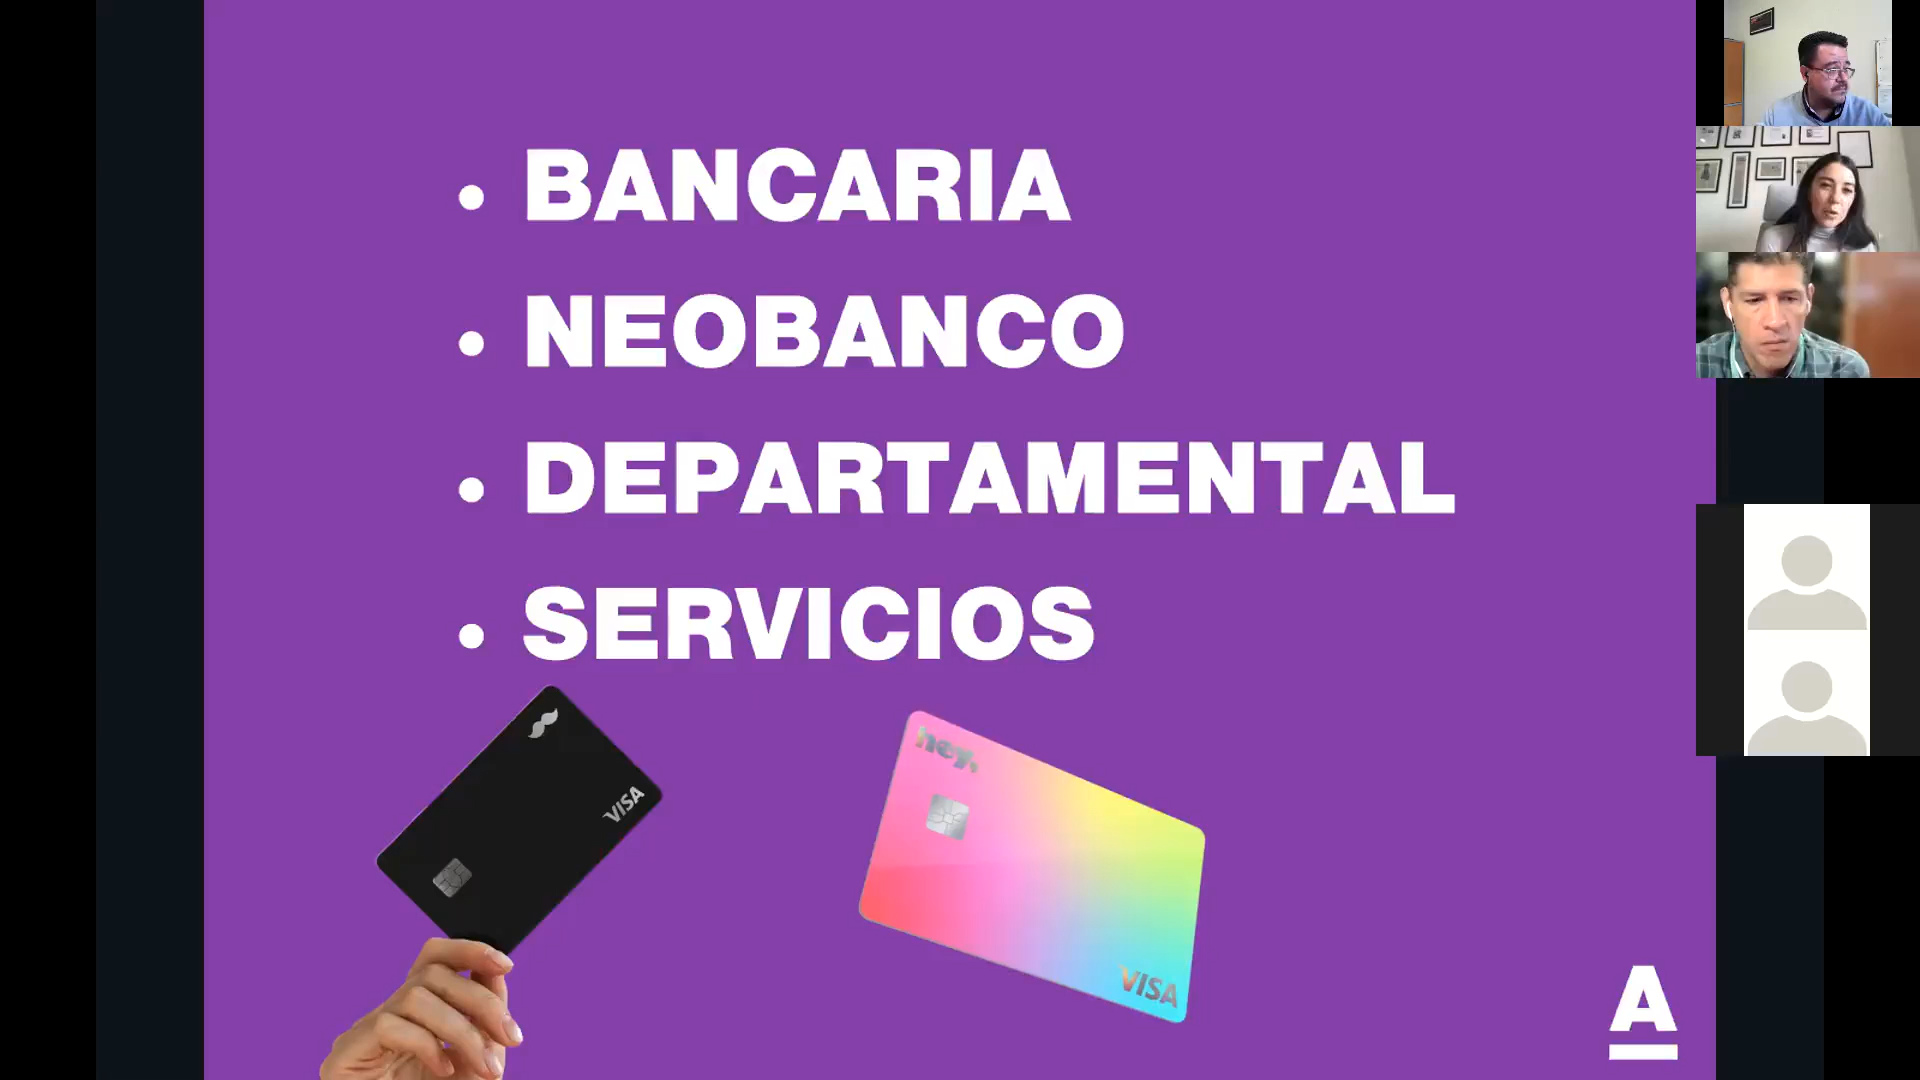 • BANCARIA
• NEOBANCO
• DEPARTAMENTAL
• SERVICIOS
VISA
hey,
VISA
A